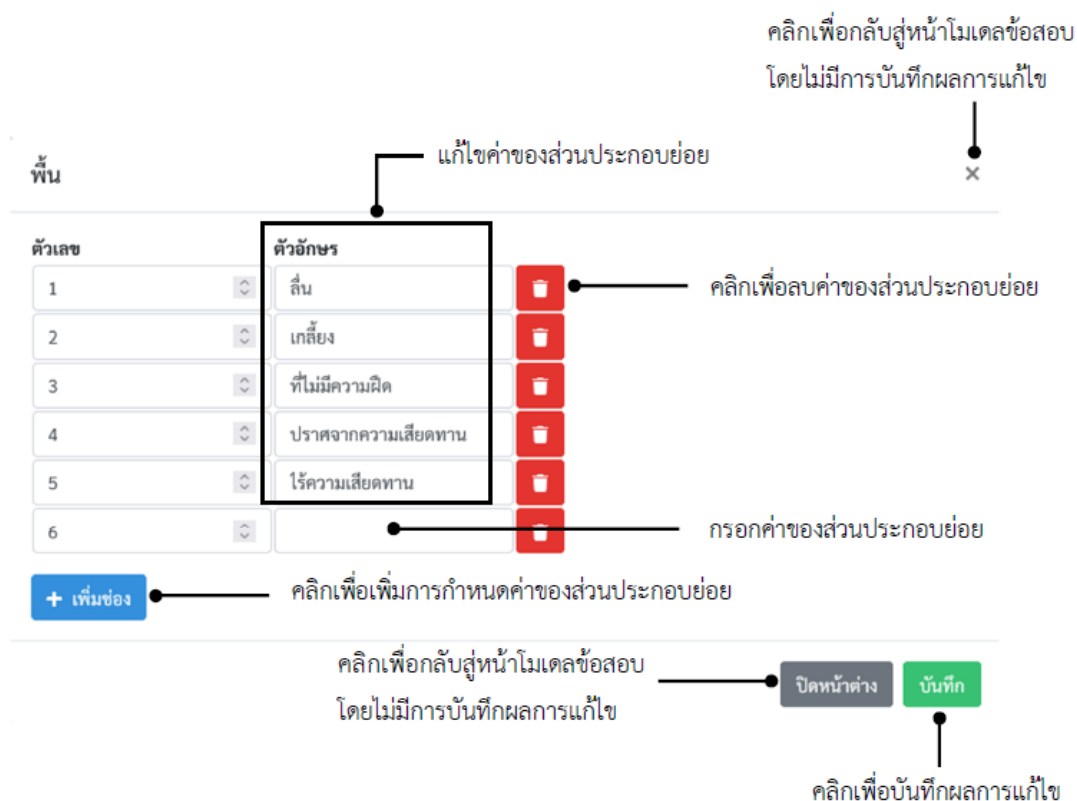 คลิกเพื่อกลับสู่หน้าโมเดลข้อสอบ
โดยไม่มีการบันทึกผลการแก้ไข
แก้ไขค่าของส่วนประกอบย่อย
พื้น
×
ตัวเลข ตัวอักษร
1 ลื่น คลิกเพื่อลบค่าของส่วนประกอบย่อย
2 เกลี้ยง
3 ที่ไม่มีความฝืด
4 ปราศจากความเสียดทาน
5 ไร้ความเสียดทาน
6 กรอกค่าของส่วนประกอบย่อย
+ เพิ่มช่อง คลิกเพื่อเพิ่มการกำหนดค่าของส่วนประกอบย่อย
คลิกเพื่อกลับสู่หน้าโมเดลข้อสอบ
โดยไม่มีการบันทึกผลการแก้ไข
ปิดหน้าต่าง บันทึก
คลิกเพื่อบันทึกผลการแก้ไข